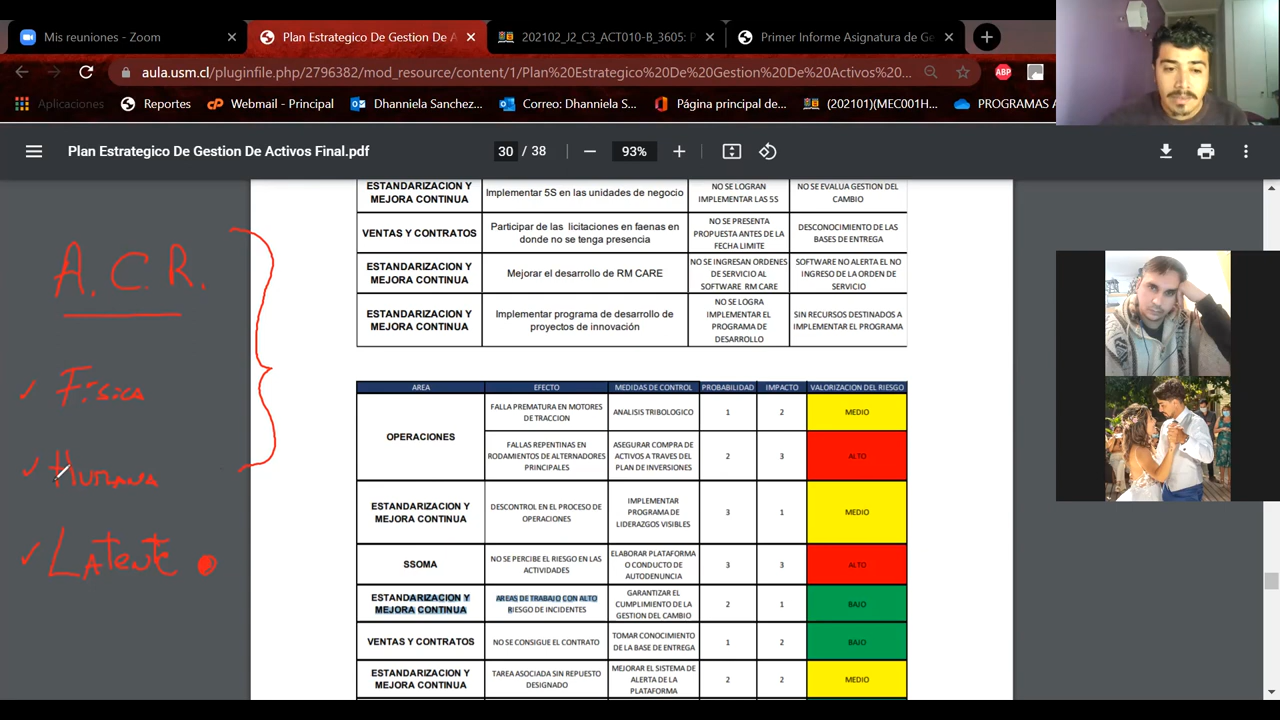 Mis reuniones - Zoom
Plan Estrategico De Gestion De A
202102_J2_C3_ACT010-B_3605: P
Primer Informe Asignatura de Ge
aula.usm.cl/pluginfile.php/2796382/mod_resource/content/1/Plan%20Estrategico%20De%20Gestion%20De%20Activos%20...
ABP
Aplicaciones
Reportes
Webmail - Principal
Dhanniela Sanchez...
Correo: Dhanniela S...
Página principal de...
(202101)(MEC001H...
PROGRAMAS A
Plan Estrategico De Gestion De Activos Final.pdf
30 / 38
93%
A.C.R.
Física
Humana
Latente
ESTANDARIZACION Y
MEJORA CONTINUA
Implementar 5S en las unidades de negocio
NO SE LOGRAN
IMPLEMENTAR LAS 5S
NO SE EVALUA GESTION DEL
CAMBIO
VENTAS Y CONTRATOS
Participar de las licitaciones en faenas en
donde no se tenga presencia
NO SE PRESENTA
PROPUESTA ANTES DE LA
FECHA LIMITE
DESCONOCIMIENTO DE LAS
BASES DE ENTREGA
ESTANDARIZACION Y
MEJORA CONTINUA
Mejorar el desarrollo de RM CARE
NO SE INGRESAN ORDENES
DE SERVICIO AL
SOFTWARE RM CARE
SOFTWARE NO ALERTA EL NO
INGRESO DE LA ORDEN DE
SERVICIO
ESTANDARIZACION Y
MEJORA CONTINUA
Implementar programa de desarrollo de
proyectos de innovación
NO SE LOGRA
IMPLEMENTAR EL
PROGRAMA DE
DESARROLLO
SIN RECURSOS DESTINADOS A
IMPLEMENTAR EL PROGRAMA
AREA EFECTO MEDIDAS DE CONTROL PROBABILIDAD IMPACTO VALORIZACION DEL RIESGO
OPERACIONES
FALLA PREMATURA EN MOTORES
DE TRACCION
ANALISIS TRIBOLOGICO
1 2 MEDIO
FALLAS REPENTINAS EN
RODAMIENTOS DE ALTERNADORES
PRINCIPALES
ASEGURAR COMPRA DE
ACTIVOS A TRAVES DEL
PLAN DE INVERSIONES
2 3 ALTO
ESTANDARIZACION Y
MEJORA CONTINUA
DESCONTROL EN EL PROCESO DE
OPERACIONES
IMPLEMENTAR
PROGRAMA DE
LIDERAZGOS VISIBLES
3 1 MEDIO
SSOMA
NO SE PERCIBE EL RIESGO EN LAS
ACTIVIDADES
ELABORAR PLATAFORMA
O CONDUCTO DE
AUTODENUNCIA
3 3 ALTO
ESTANDARIZACION Y
MEJORA CONTINUA
AREAS DE TRABAJO CON ALTO
RIESGO DE INCIDENTES
GARANTIZAR EL
CUMPLIMIENTO DE LA
GESTION DEL CAMBIO
2 1 BAJO
VENTAS Y CONTRATOS
NO SE CONSIGUE EL CONTRATO
TOMAR CONOCIMIENTO
DE LA BASE DE ENTREGA
1 2 BAJO
ESTANDARIZACION Y
MEJORA CONTINUA
TAREA ASOCIADA SIN REPUESTO
DESIGNADO
MEJORAR EL SISTEMA DE
ALERTA DE LA
PLATAFORMA
2 2 MEDIO